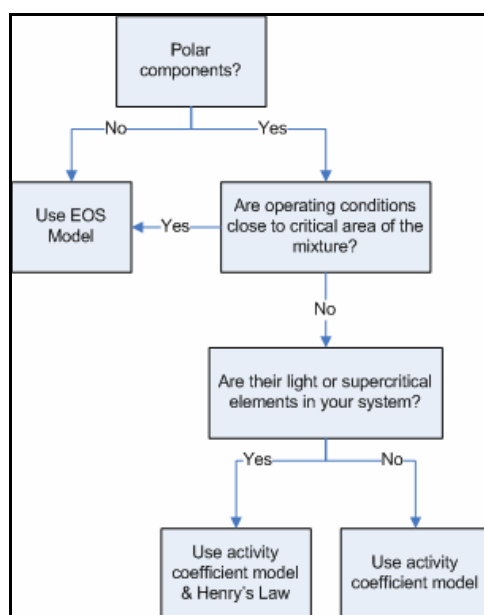 Polar
components?
No
Yes
Use EOS
Model
Yes
Are operating conditions
close to critical area of the
mixture?
No
Are their light or supercritical
elements in your system?
Yes
No
Use activity
coefficient model
& Henry's Law
Use activity
coefficient model